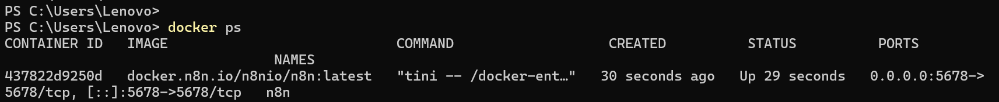 PS C:\Users\Lenovo>
PS C:\Users\Lenovo> docker ps
CONTAINER ID   IMAGE                            COMMAND                   CREATED          STATUS          PORTS
                                 NAMES
437822d9250d   docker.n8n.io/n8nio/n8n:latest   "tini -- /docker-ent…"   30 seconds ago   Up 29 seconds   0.0.0.0:5678->
5678/tcp, [::]:5678->5678/tcp   n8n